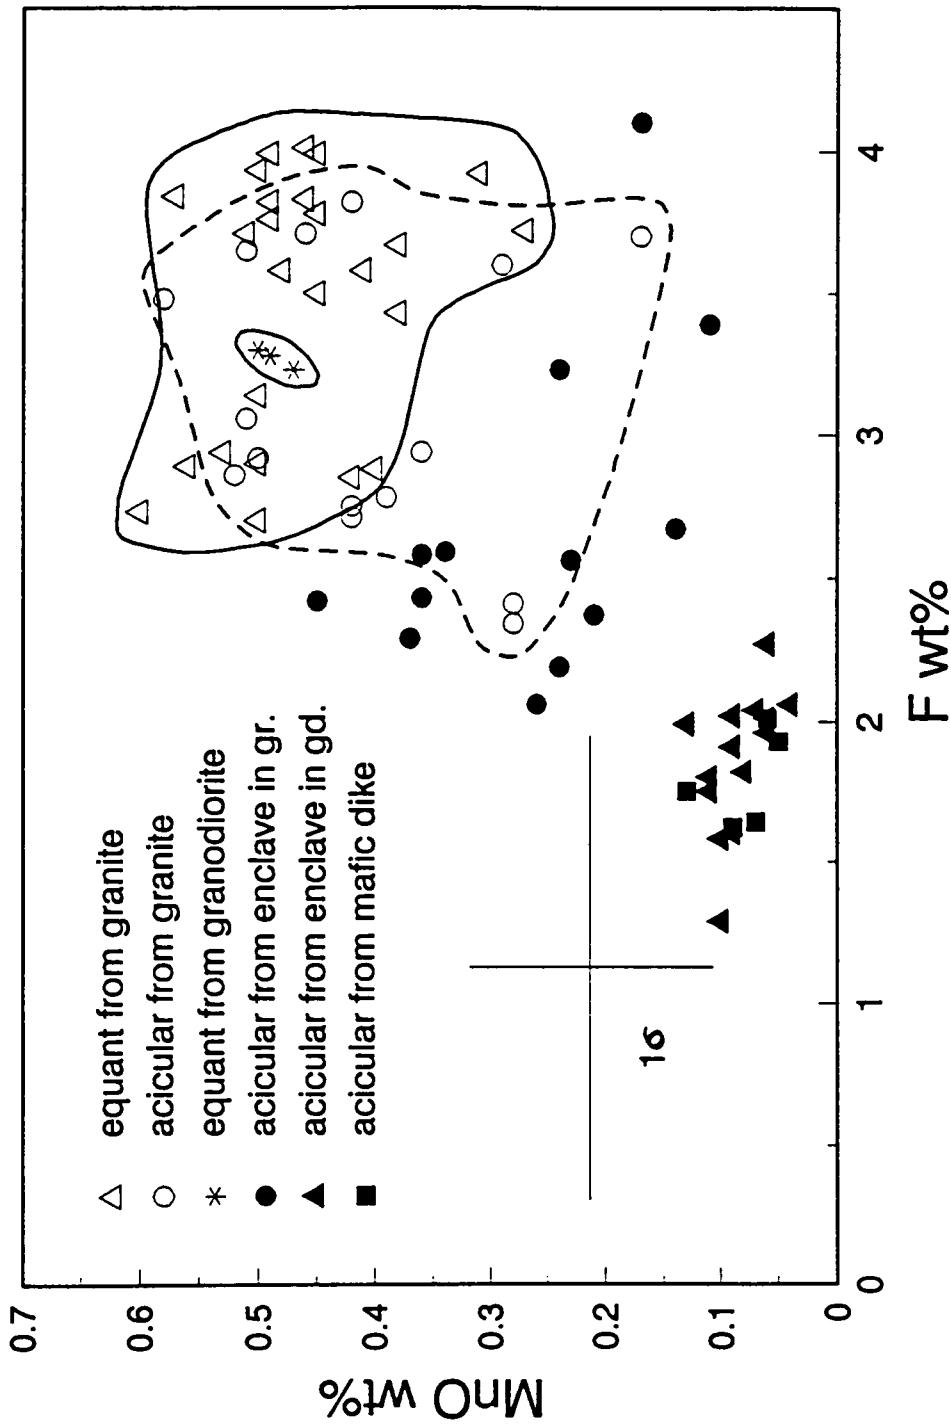 MnO wt%
0.7
0.6
0.5
0.4
0.3
0.2
0.1
0
equant from granite
acicular from granite
equant from granodiorite
acicular from enclave in gr.
acicular from enclave in gd.
acicular from mafic dike
1σ
0
1
2
3
4
F wt%